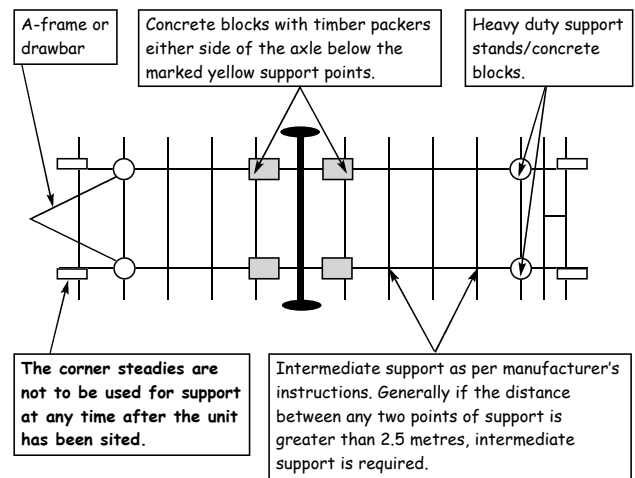 A-frame or
drawbar
Concrete blocks with timber packers
either side of the axle below the
marked yellow support points.
Heavy duty support
stands/concrete
blocks.
The corner steadies are
not to be used for support
at any time after the unit
has been sited.
Intermediate support as per manufacturer's
instructions. Generally if the distance
between any two points of support is
greater than 2.5 metres, intermediate
support is required.